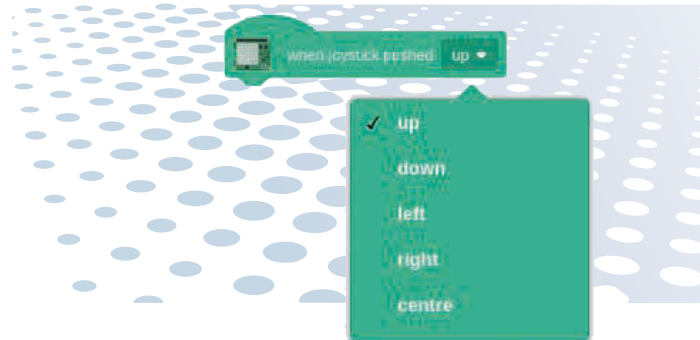 when joystick pushed up
up
down
left
right
centre